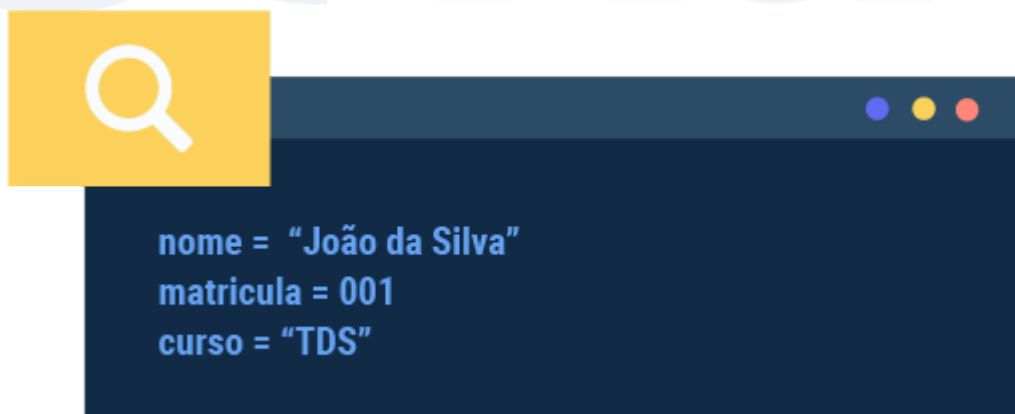 nome = “João da Silva”
matricula = 001
curso = “TDS”